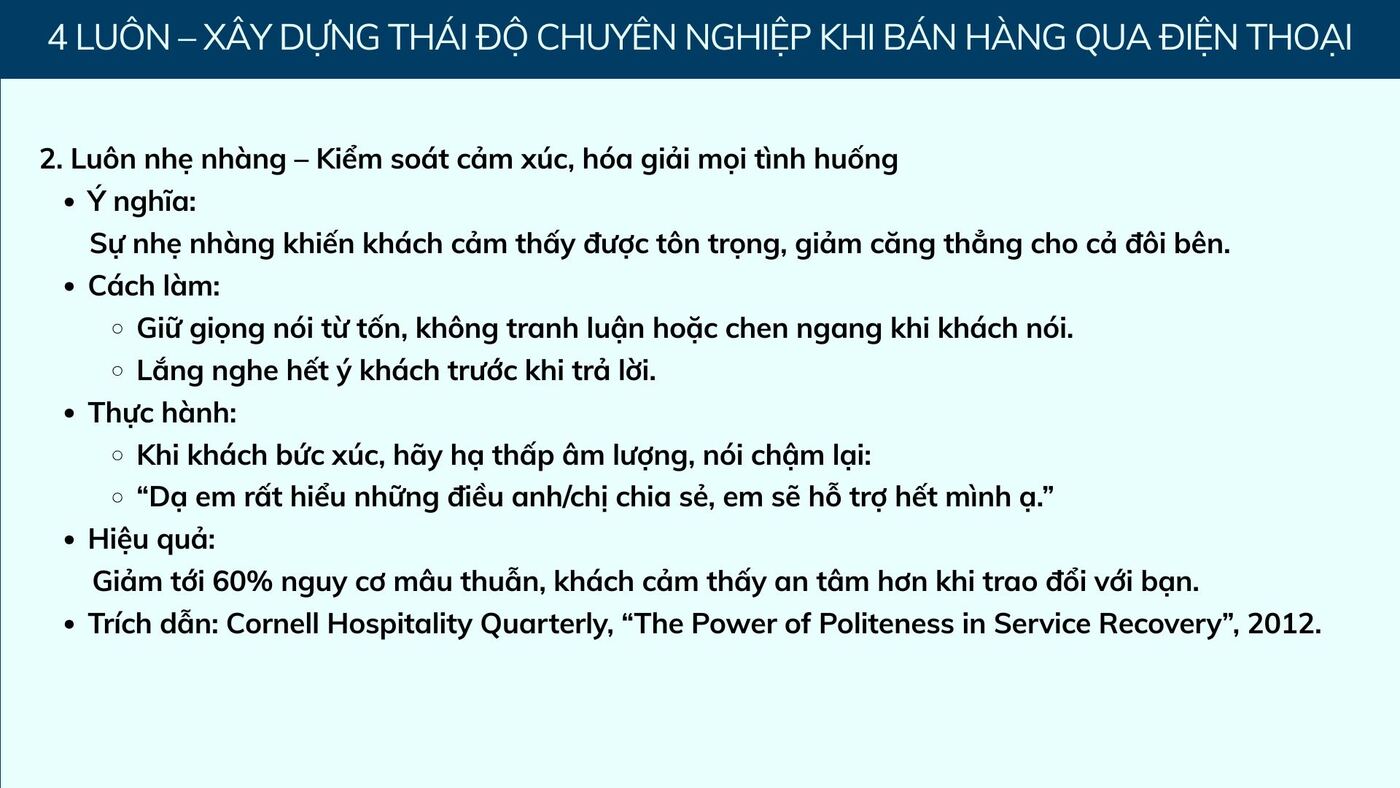 4 LUÔN – XÂY DỰNG THÁI ĐỘ CHUYÊN NGHIỆP KHI BÁN HÀNG QUA ĐIỆN THOẠI
2. Luôn nhẹ nhàng – Kiểm soát cảm xúc, hóa giải mọi tình huống
• Ý nghĩa:
Sự nhẹ nhàng khiến khách cảm thấy được tôn trọng, giảm căng thẳng cho cả đôi bên.
• Cách làm:
○ Giữ giọng nói từ tốn, không tranh luận hoặc chen ngang khi khách nói.
○ Lắng nghe hết ý khách trước khi trả lời.
• Thực hành:
○ Khi khách bức xúc, hãy hạ thấp âm lượng, nói chậm lại:
○ “Dạ em rất hiểu những điều anh/chị chia sẻ, em sẽ hỗ trợ hết mình ạ.”
• Hiệu quả:
Giảm tới 60% nguy cơ mâu thuẫn, khách cảm thấy an tâm hơn khi trao đổi với bạn.
• Trích dẫn: Cornell Hospitality Quarterly, “The Power of Politeness in Service Recovery”, 2012.